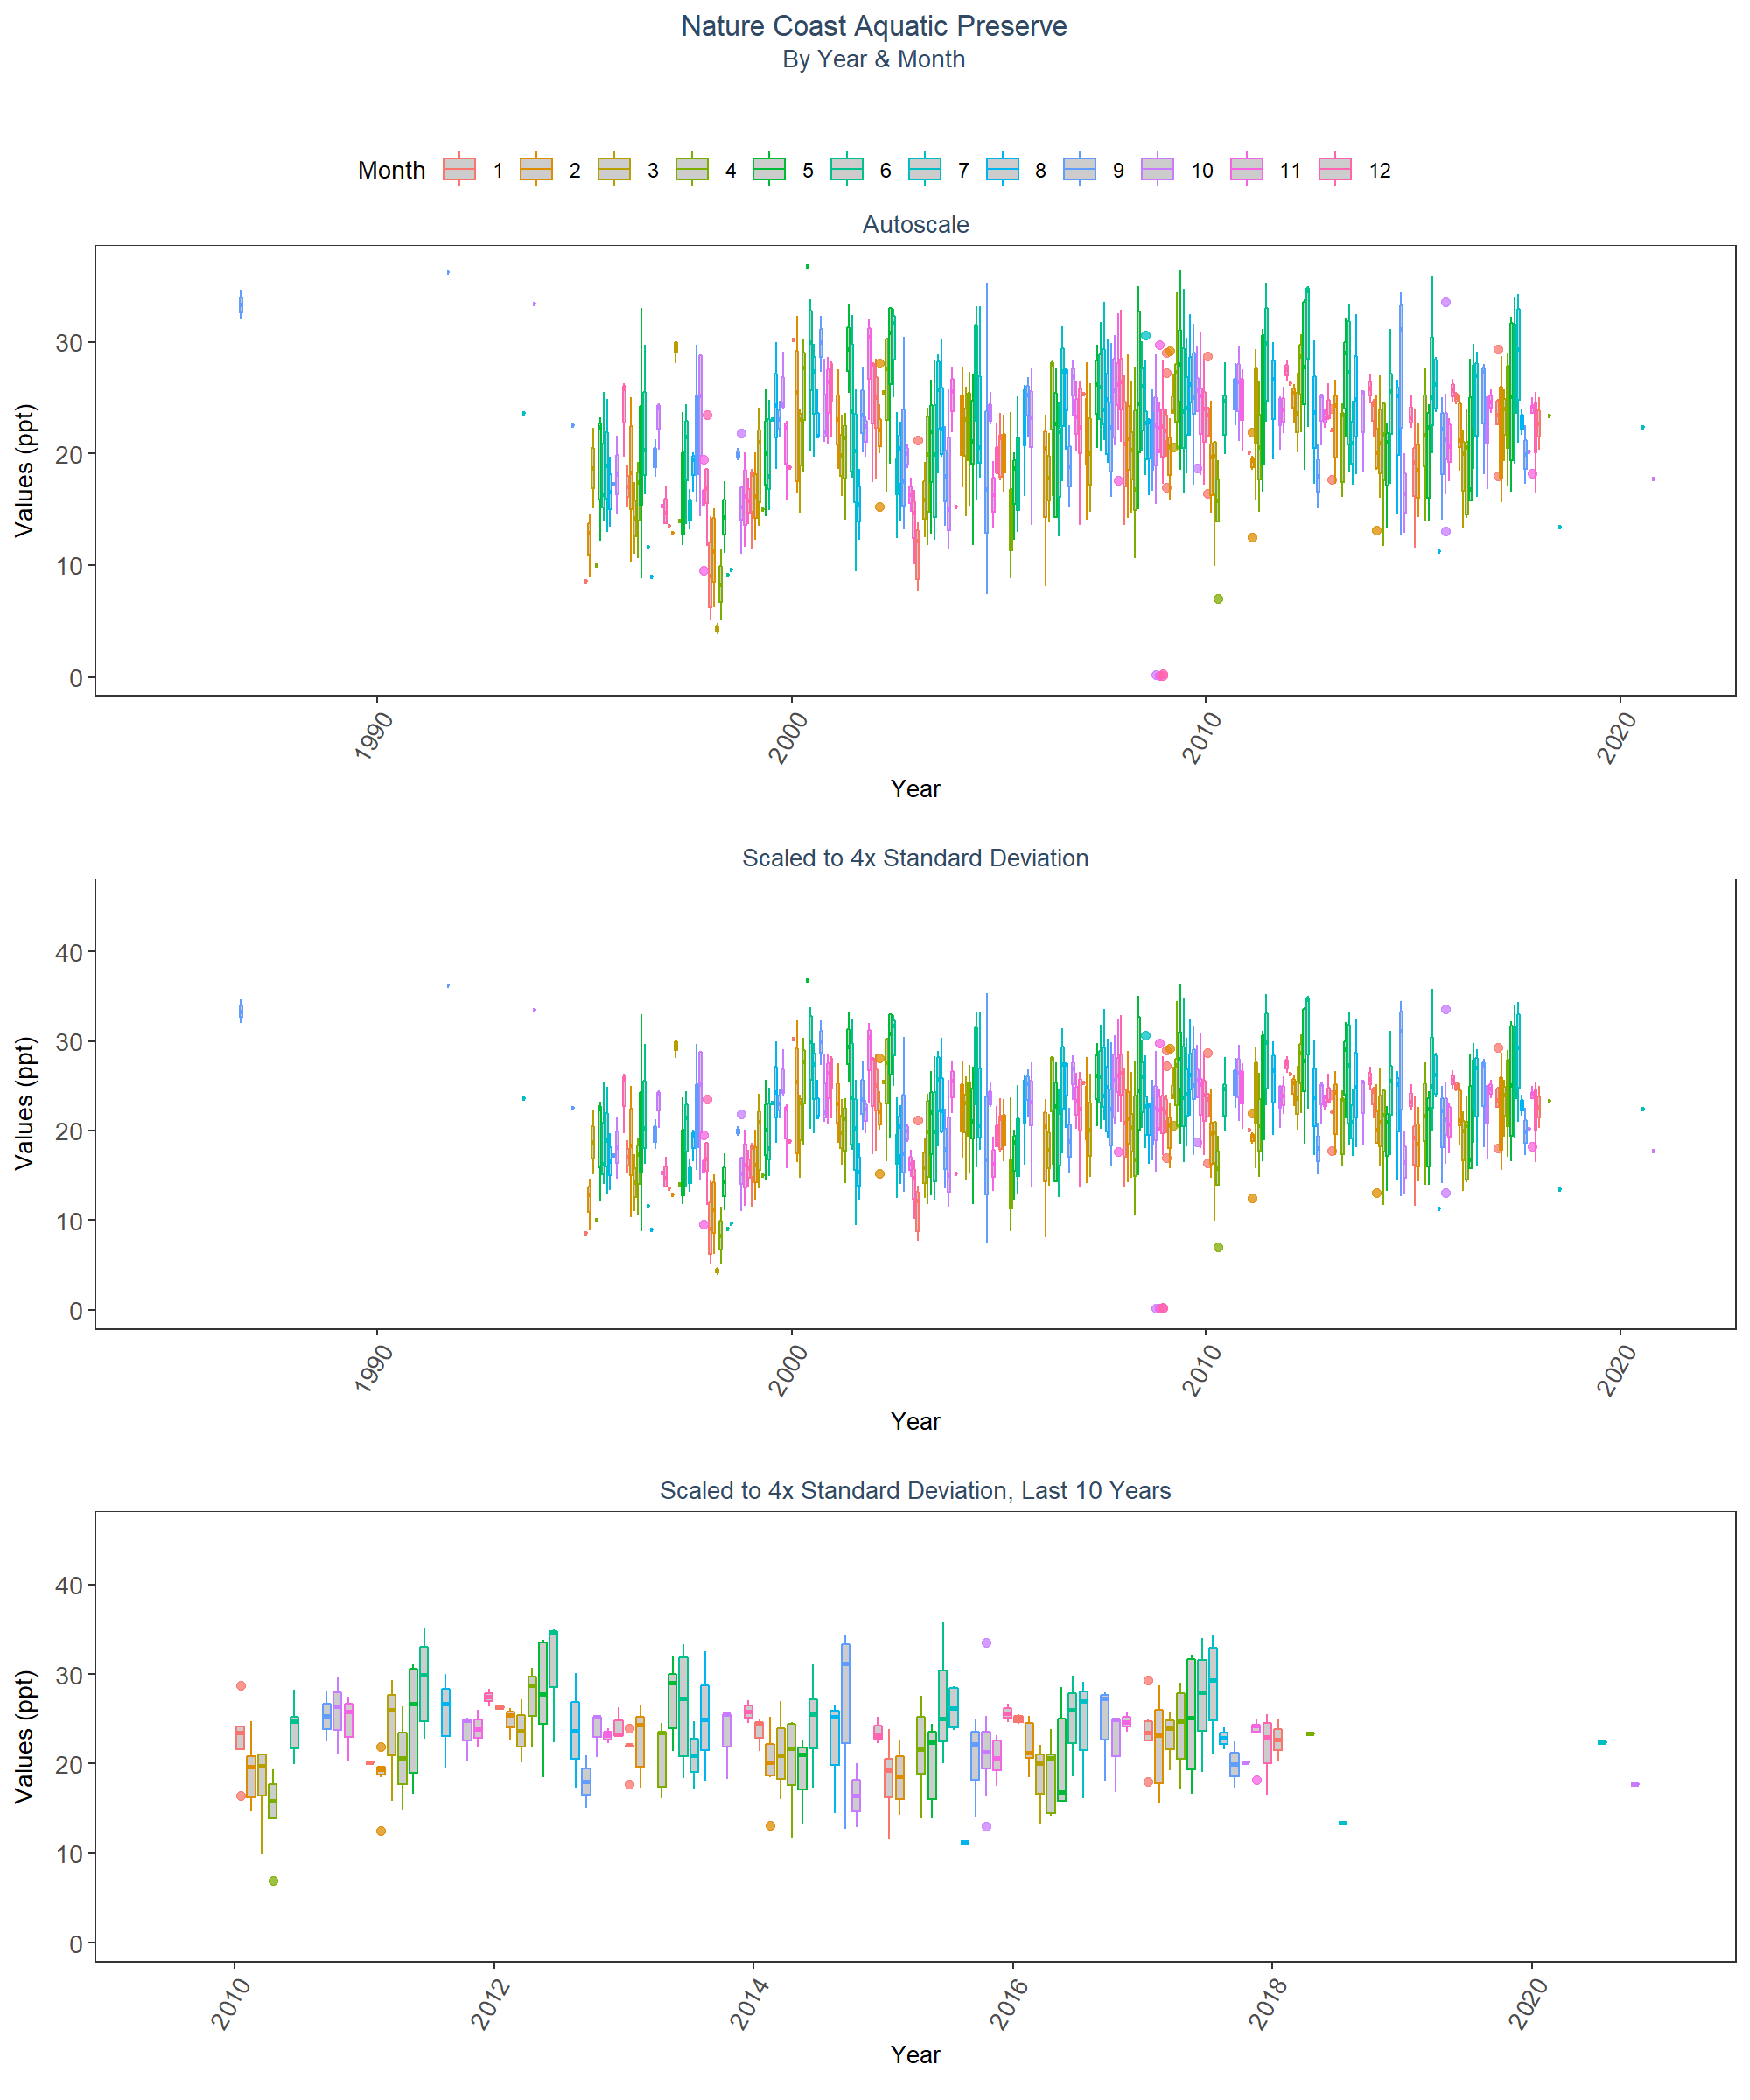 Nature Coast Aquatic Preserve
By Year & Month
Month 1 2 3 4 5 6 7 8 9 10 11 12
Autoscale
Values (ppt)
30
20
10
0
1990 2000 2010 2020
Year
Scaled to 4x Standard Deviation
Values (ppt)
40
30
20
10
0
1990 2000 2010 2020
Year
Scaled to 4x Standard Deviation, Last 10 Years
Values (ppt)
40
30
20
10
0
2010 2012 2014 2016 2018 2020
Year